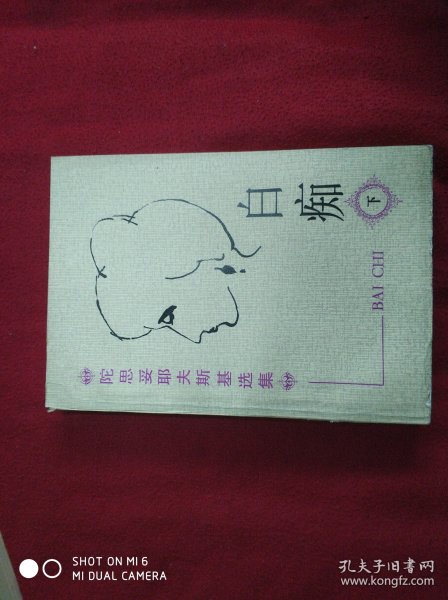 陀思妥耶夫斯基选集
白痴
下
BAI CHI
SHOT ON MI 6
MI DUAL CAMERA
孔夫子旧书网
www.kongfz.com